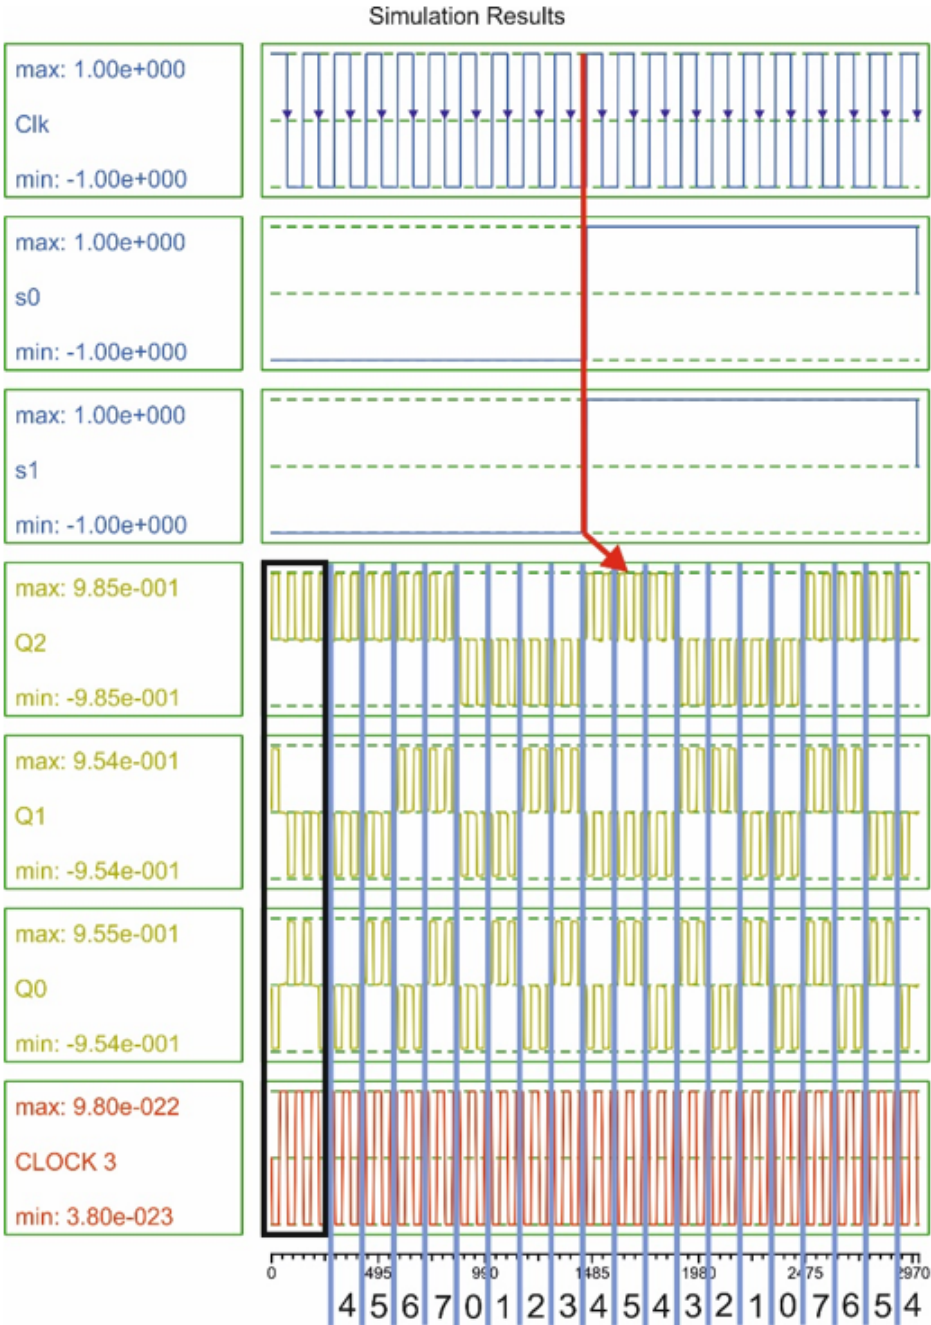 Simulation Results
max: 1.00e+000
Clk
min: -1.00e+000
max: 1.00e+000
s0
min: -1.00e+000
max: 1.00e+000
s1
min: -1.00e+000
max: 9.85e-001
Q2
min: -9.85e-001
max: 9.54e-001
Q1
min: -9.54e-001
max: 9.55e-001
Q0
min: -9.54e-001
max: 9.80e-022
CLOCK 3
min: 3.80e-023
0 495 990 1485 1980 2475 2970
4 5 6 7 0 1 2 3 4 5 4 3 2 1 0 7 6 5 4